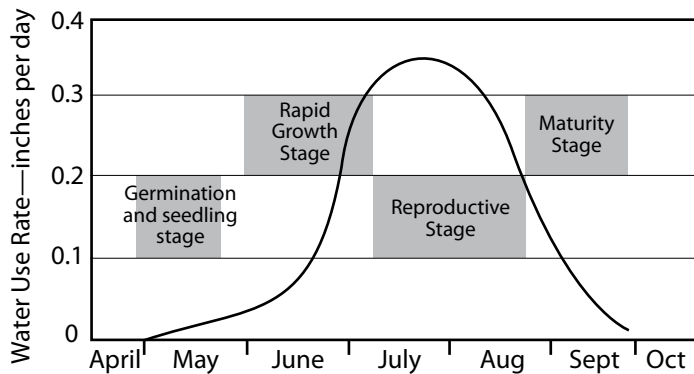 Water Use Rate—inches per day
0.4
0.3
0.2
0.1
0
Rapid
Growth
Stage
Maturity
Stage
Germination
and seedling
stage
Reproductive
Stage
April May June July Aug Sept Oct